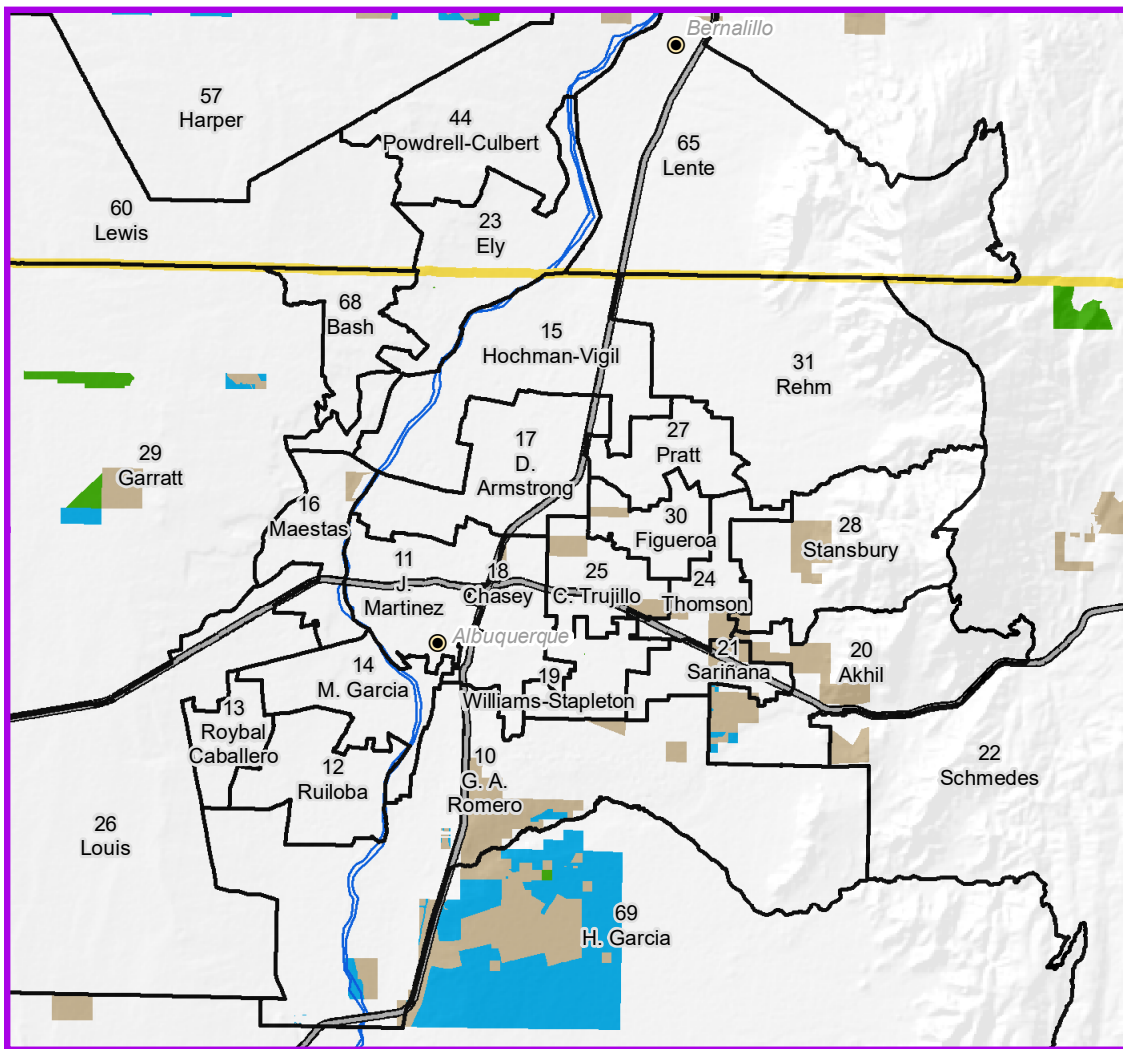 Bernalillo
57
Harper
44
Powdrell-Culbert
65
Lente
60
Lewis
23
Ely
68
Bash
15
Hochman-Vigil
31
Rehm
17
D.
Armstrong
27
Pratt
29
Garratt
16
Maestas
30
Figueroa
28
Stansbury
11
J.
Martinez
18
Chasey
25
C. Trujillo
24
Thomson
Albuquerque
14
M. Garcia
19
Williams-Stapleton
21
Sariñana
20
Akhil
13
Roybal
Caballero
12
Ruiloba
10
G. A.
Romero
22
Schmedes
26
Louis
69
H. Garcia